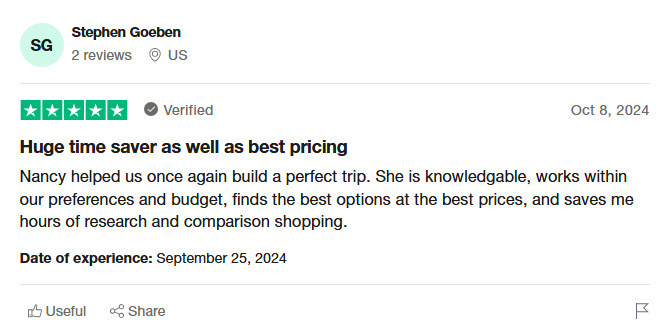 SG
Stephen Goeben
2 reviews US
Verified
Oct 8, 2024
Huge time saver as well as best pricing
Nancy helped us once again build a perfect trip. She is knowledgable, works within
our preferences and budget, finds the best options at the best prices, and saves me
hours of research and comparison shopping.
Date of experience: September 25, 2024
Useful Share